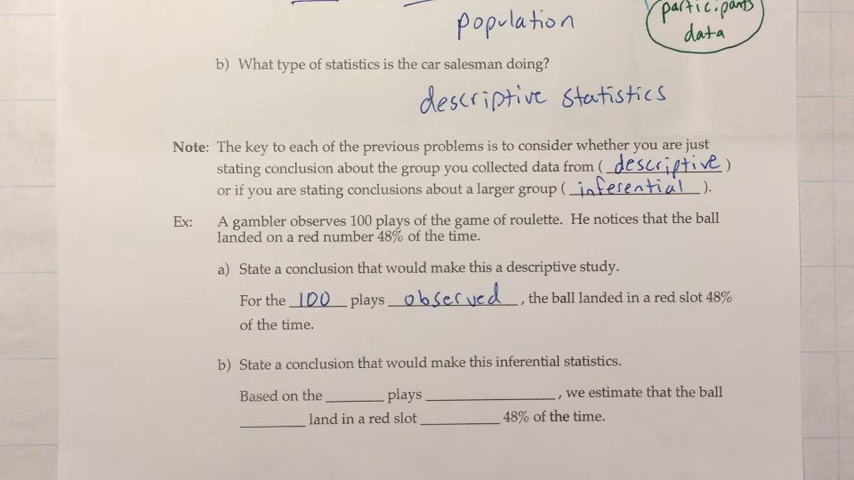 population
participants
data
b) What type of statistics is the car salesman doing?
descriptive statistics
Note: The key to each of the previous problems is to consider whether you are just
stating conclusion about the group you collected data from ( descriptive )
or if you are stating conclusions about a larger group ( inferential ).
Ex: A gambler observes 100 plays of the game of roulette. He notices that the ball
landed on a red number 48% of the time.
a) State a conclusion that would make this a descriptive study.
For the 100 plays observed, the ball landed in a red slot 48%
of the time.
b) State a conclusion that would make this inferential statistics.
Based on the ________ plays __________________, we estimate that the ball
_________ land in a red slot ___________ 48% of the time.